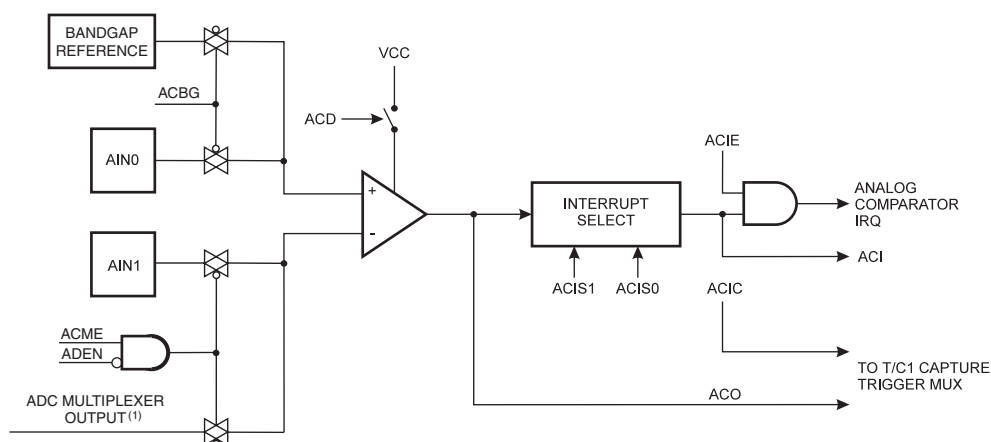 BANDGAP
REFERENCE
ACBG
AIN0
AIN1
ACME
ADEN
ADC MULTIPLEXER
OUTPUT (1)
VCC
ACD
+
-
INTERRUPT
SELECT
ACIS1 ACIS0
ACIE
ANALOG
COMPARATOR
IRQ
ACI
ACIC
TO T/C1 CAPTURE
TRIGGER MUX
ACO